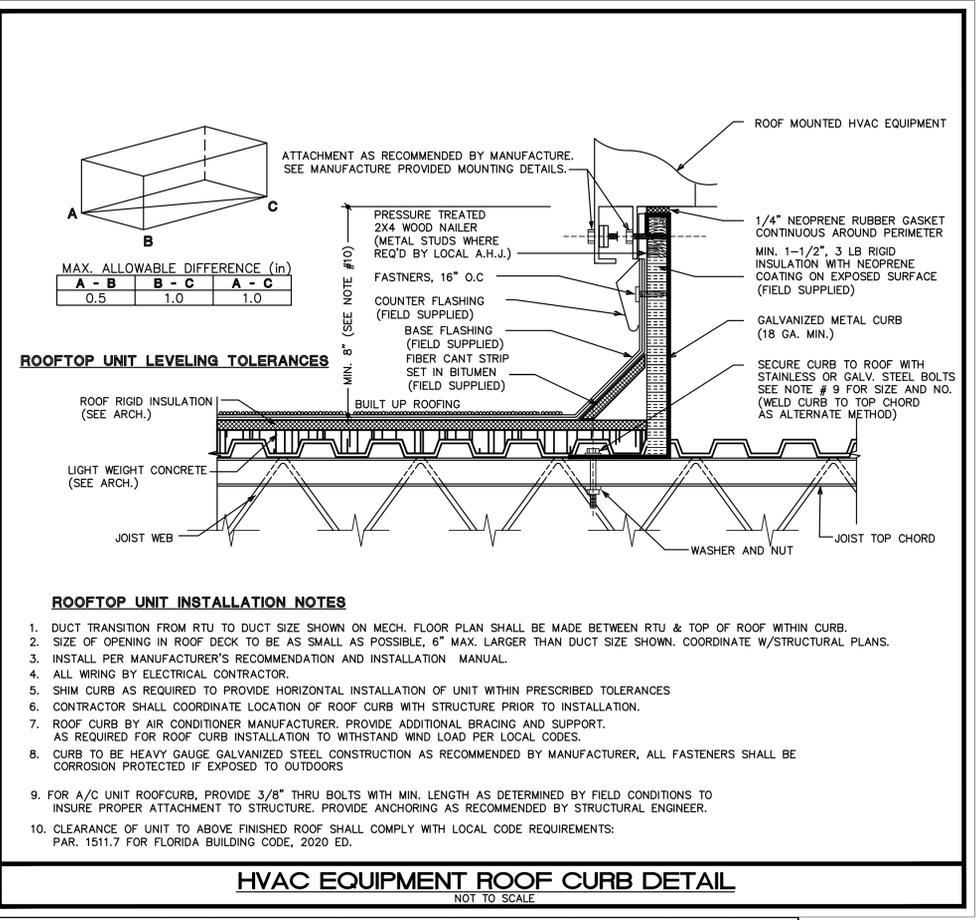 ROOF MOUNTED HVAC EQUIPMENT
ATTACHMENT AS RECOMMENDED BY MANUFACTURE.
SEE MANUFACTURE PROVIDED MOUNTING DETAILS.
A
B
C
MAX. ALLOWABLE DIFFERENCE (in)
A - B B - C A - C
0.5 1.0 1.0
ROOFTOP UNIT LEVELING TOLERANCES
MIN. 8" (SEE NOTE #10)
PRESSURE TREATED
2X4 WOOD NAILER
(METAL STUDS WHERE
REQ'D BY LOCAL A.H.J.)
FASTNERS, 16" O.C
COUNTER FLASHING
(FIELD SUPPLIED)
BASE FLASHING
(FIELD SUPPLIED)
FIBER CANT STRIP
SET IN BITUMEN
(FIELD SUPPLIED)
BUILT UP ROOFING
1/4" NEOPRENE RUBBER GASKET
CONTINUOUS AROUND PERIMETER
MIN. 1-1/2", 3 LB RIGID
INSULATION WITH NEOPRENE
COATING ON EXPOSED SURFACE
(FIELD SUPPLIED)
GALVANIZED METAL CURB
(18 GA. MIN.)
SECURE CURB TO ROOF WITH
STAINLESS OR GALV. STEEL BOLTS
SEE NOTE # 9 FOR SIZE AND NO.
(WELD CURB TO TOP CHORD
AS ALTERNATE METHOD)
ROOF RIGID INSULATION
(SEE ARCH.)
LIGHT WEIGHT CONCRETE
(SEE ARCH.)
JOIST WEB
WASHER AND NUT
JOIST TOP CHORD
ROOFTOP UNIT INSTALLATION NOTES
1. DUCT TRANSITION FROM RTU TO DUCT SIZE SHOWN ON MECH. FLOOR PLAN SHALL BE MADE BETWEEN RTU & TOP OF ROOF WITHIN CURB.
2. SIZE OF OPENING IN ROOF DECK TO BE AS SMALL AS POSSIBLE, 6" MAX. LARGER THAN DUCT SIZE SHOWN. COORDINATE W/STRUCTURAL PLANS.
3. INSTALL PER MANUFACTURER'S RECOMMENDATION AND INSTALLATION MANUAL.
4. ALL WIRING BY ELECTRICAL CONTRACTOR.
5. SHIM CURB AS REQUIRED TO PROVIDE HORIZONTAL INSTALLATION OF UNIT WITHIN PRESCRIBED TOLERANCES
6. CONTRACTOR SHALL COORDINATE LOCATION OF ROOF CURB WITH STRUCTURE PRIOR TO INSTALLATION.
7. ROOF CURB BY AIR CONDITIONER MANUFACTURER. PROVIDE ADDITIONAL BRACING AND SUPPORT.
AS REQUIRED FOR ROOF CURB INSTALLATION TO WITHSTAND WIND LOAD PER LOCAL CODES.
8. CURB TO BE HEAVY GAUGE GALVANIZED STEEL CONSTRUCTION AS RECOMMENDED BY MANUFACTURER, ALL FASTENERS SHALL BE
CORROSION PROTECTED IF EXPOSED TO OUTDOORS
9. FOR A/C UNIT ROOFCURB, PROVIDE 3/8" THRU BOLTS WITH MIN. LENGTH AS DETERMINED BY FIELD CONDITIONS TO
INSURE PROPER ATTACHMENT TO STRUCTURE. PROVIDE ANCHORING AS RECOMMENDED BY STRUCTURAL ENGINEER.
10. CLEARANCE OF UNIT TO ABOVE FINISHED ROOF SHALL COMPLY WITH LOCAL CODE REQUIREMENTS:
PAR. 1511.7 FOR FLORIDA BUILDING CODE, 2020 ED.
HVAC EQUIPMENT ROOF CURB DETAIL
NOT TO SCALE